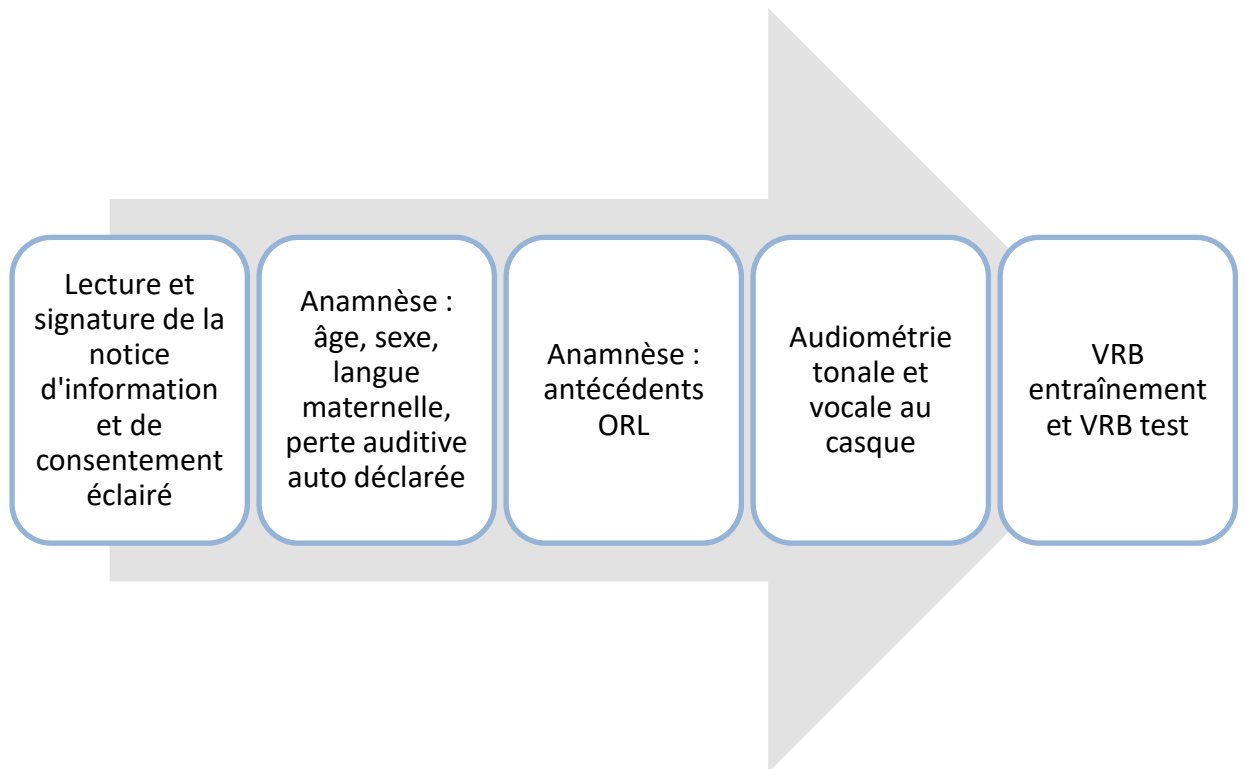 Lecture et
signature de la
notice
d'information
et de
consentement
éclairé
Anamnèse :
âge, sexe,
langue
maternelle,
perte auditive
auto déclarée
Anamnèse :
antécédents
ORL
Audiométrie
tonale et
vocale au
casque
VRB
entraînement
et VRB test